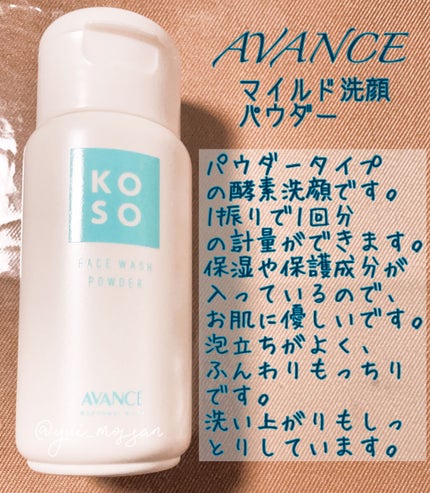 AVANCE
マイルド洗顔
パウダー
パウダータイプ
の酵素洗顔です。
1振りで1回分
の計量ができます。
保湿や保護成分が
入っているので、
お肌に優しいです。
泡立ちがよく、
ふんわりもっちり
です。
洗い上がりもしっ
とりしています。
KO
SO
FACE WASH
POWDER
AVANCE